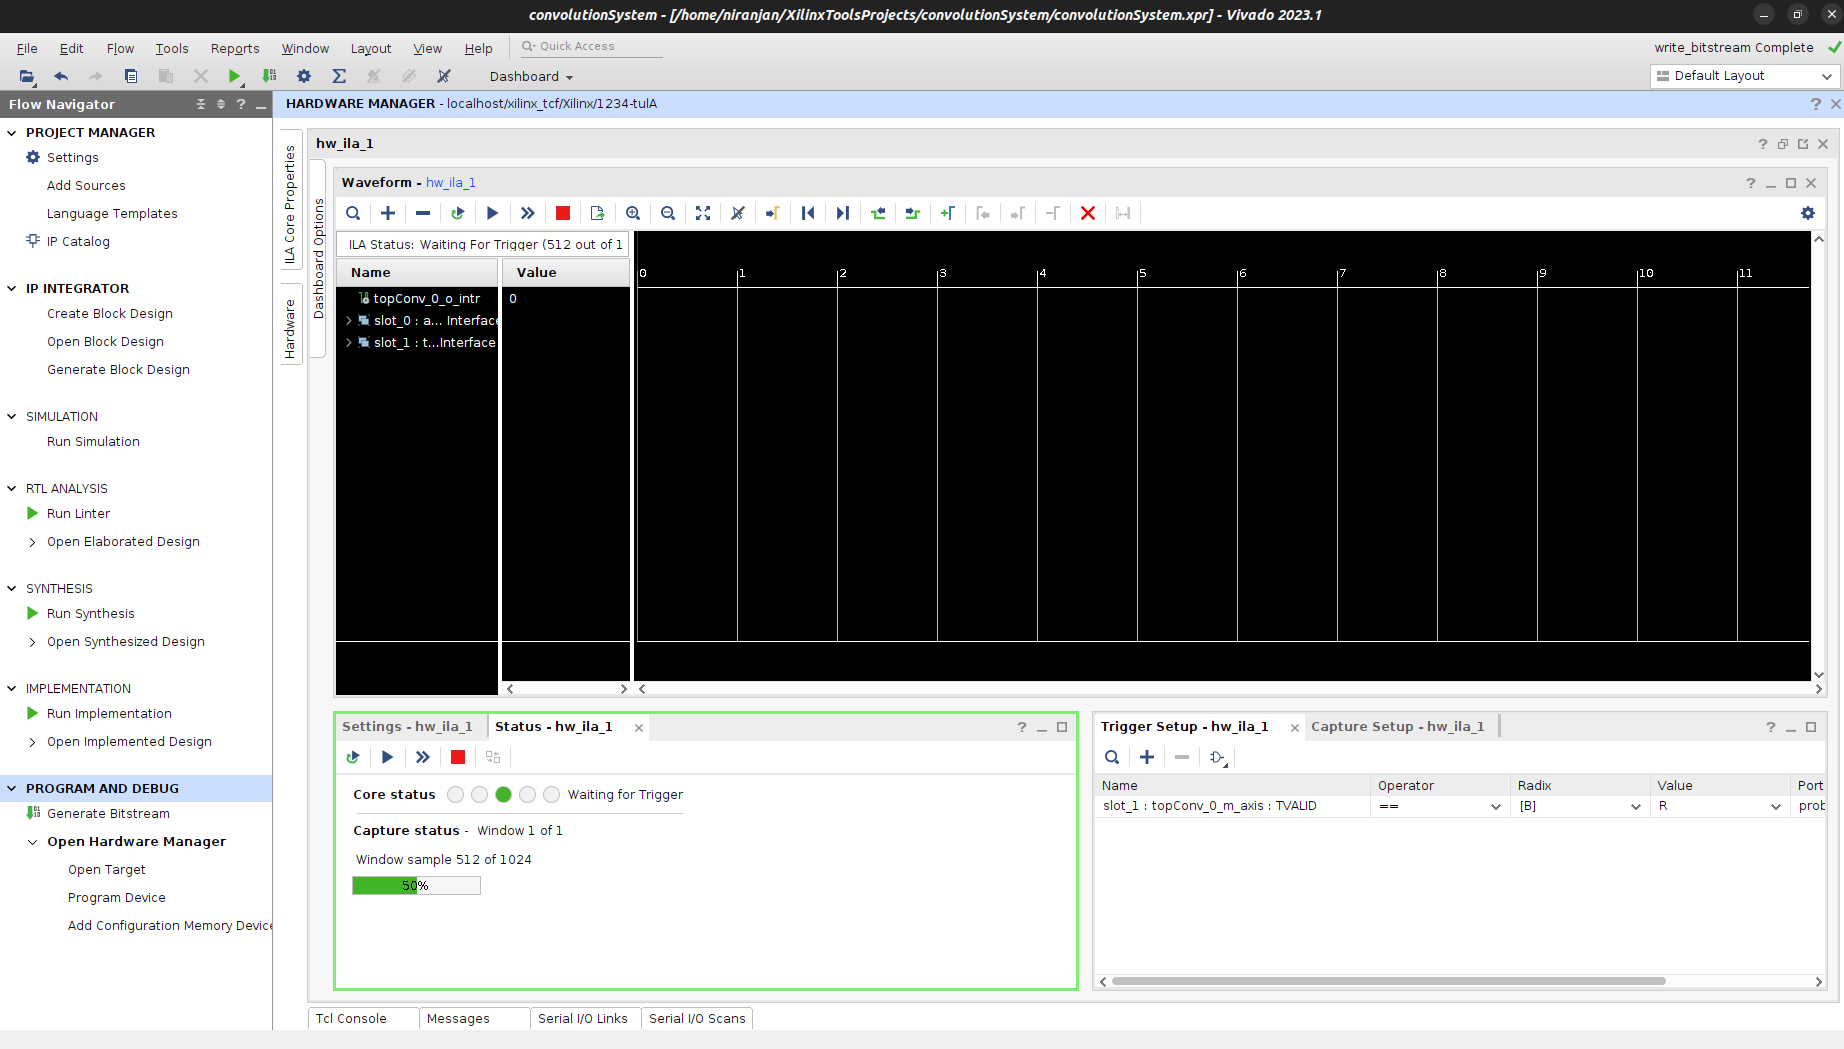 convolutionSystem - [/home/niranjan/XilinxToolsProjects/convolutionSystem/convolutionSystem.xpr] - Vivado 2023.1
File Edit Flow Tools Reports Window Layout View Help Quick Access
write_bitstream Complete
Dashboard
Default Layout
Flow Navigator
PROJECT MANAGER
Settings
Add Sources
Language Templates
IP Catalog
IP INTEGRATOR
Create Block Design
Open Block Design
Generate Block Design
SIMULATION
Run Simulation
RTL ANALYSIS
Run Linter
Open Elaborated Design
SYNTHESIS
Run Synthesis
Open Synthesized Design
IMPLEMENTATION
Run Implementation
Open Implemented Design
PROGRAM AND DEBUG
Generate Bitstream
Open Hardware Manager
Open Target
Program Device
Add Configuration Memory Device
HARDWARE MANAGER - localhost/xilinx_tcf/Xilinx/1234-tulA
ILA Core Properties
Hardware
Dashboard Options
hw_ila_1
Waveform - hw_ila_1
ILA Status: Waiting For Trigger (512 out of 1
Name Value
0 1 2 3 4 5 6 7 8 9 10 11
topConv_0_o_intr 0
slot_0 : a... Interface
slot_1 : t...Interface
Settings - hw_ila_1 Status - hw_ila_1
Core status Waiting for Trigger
Capture status - Window 1 of 1
Window sample 512 of 1024
50%
Trigger Setup - hw_ila_1 Capture Setup - hw_ila_1
Name Operator Radix Value Port
slot_1 : topConv_0_m_axis : TVALID == [B] R prob
Tcl Console Messages Serial I/O Links Serial I/O Scans